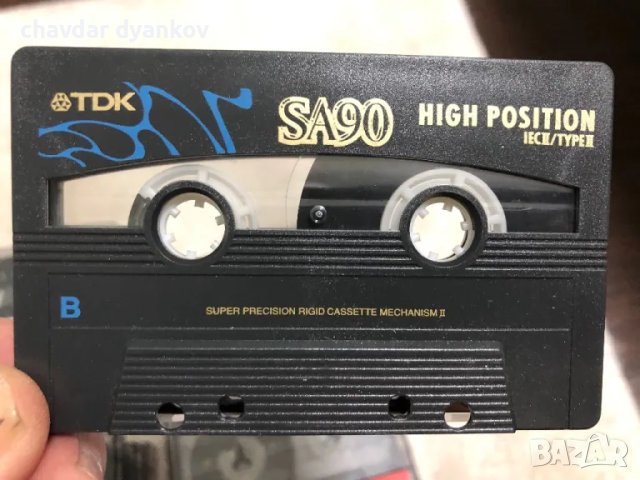 chavdar dyankov
TDK
SA90
HIGH POSITION
IECⅡ/TYPEⅡ
B
SUPER PRECISION RIGID CASSETTE MECHANISM Ⅱ
BAZAR